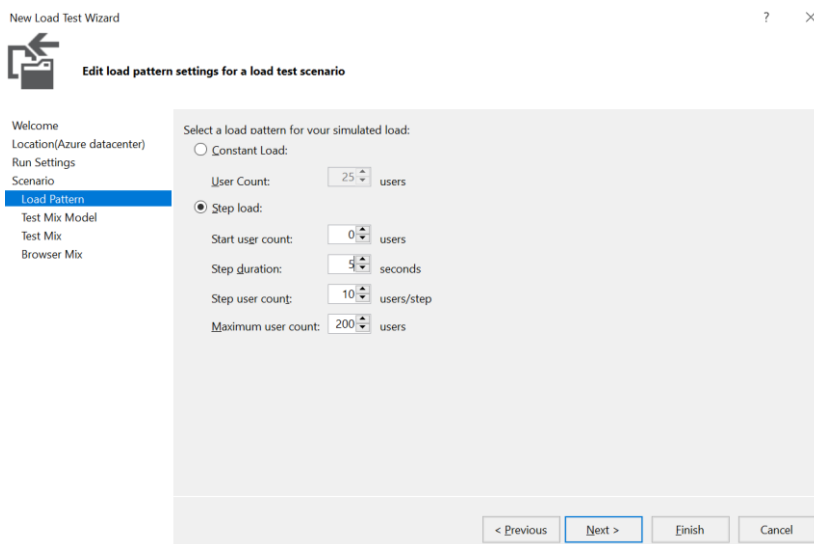 New Load Test Wizard
?
Edit load pattern settings for a load test scenario
Welcome
Location(Azure datacenter)
Run Settings
Scenario
Load Pattern
Test Mix Model
Test Mix
Browser Mix
Select a load pattern for your simulated load:
Constant Load:
User Count: 25 users
Step load:
Start user count: 0 users
Step duration: 5 seconds
Step user count: 10 users/step
Maximum user count: 200 users
< Previous Next > Finish Cancel